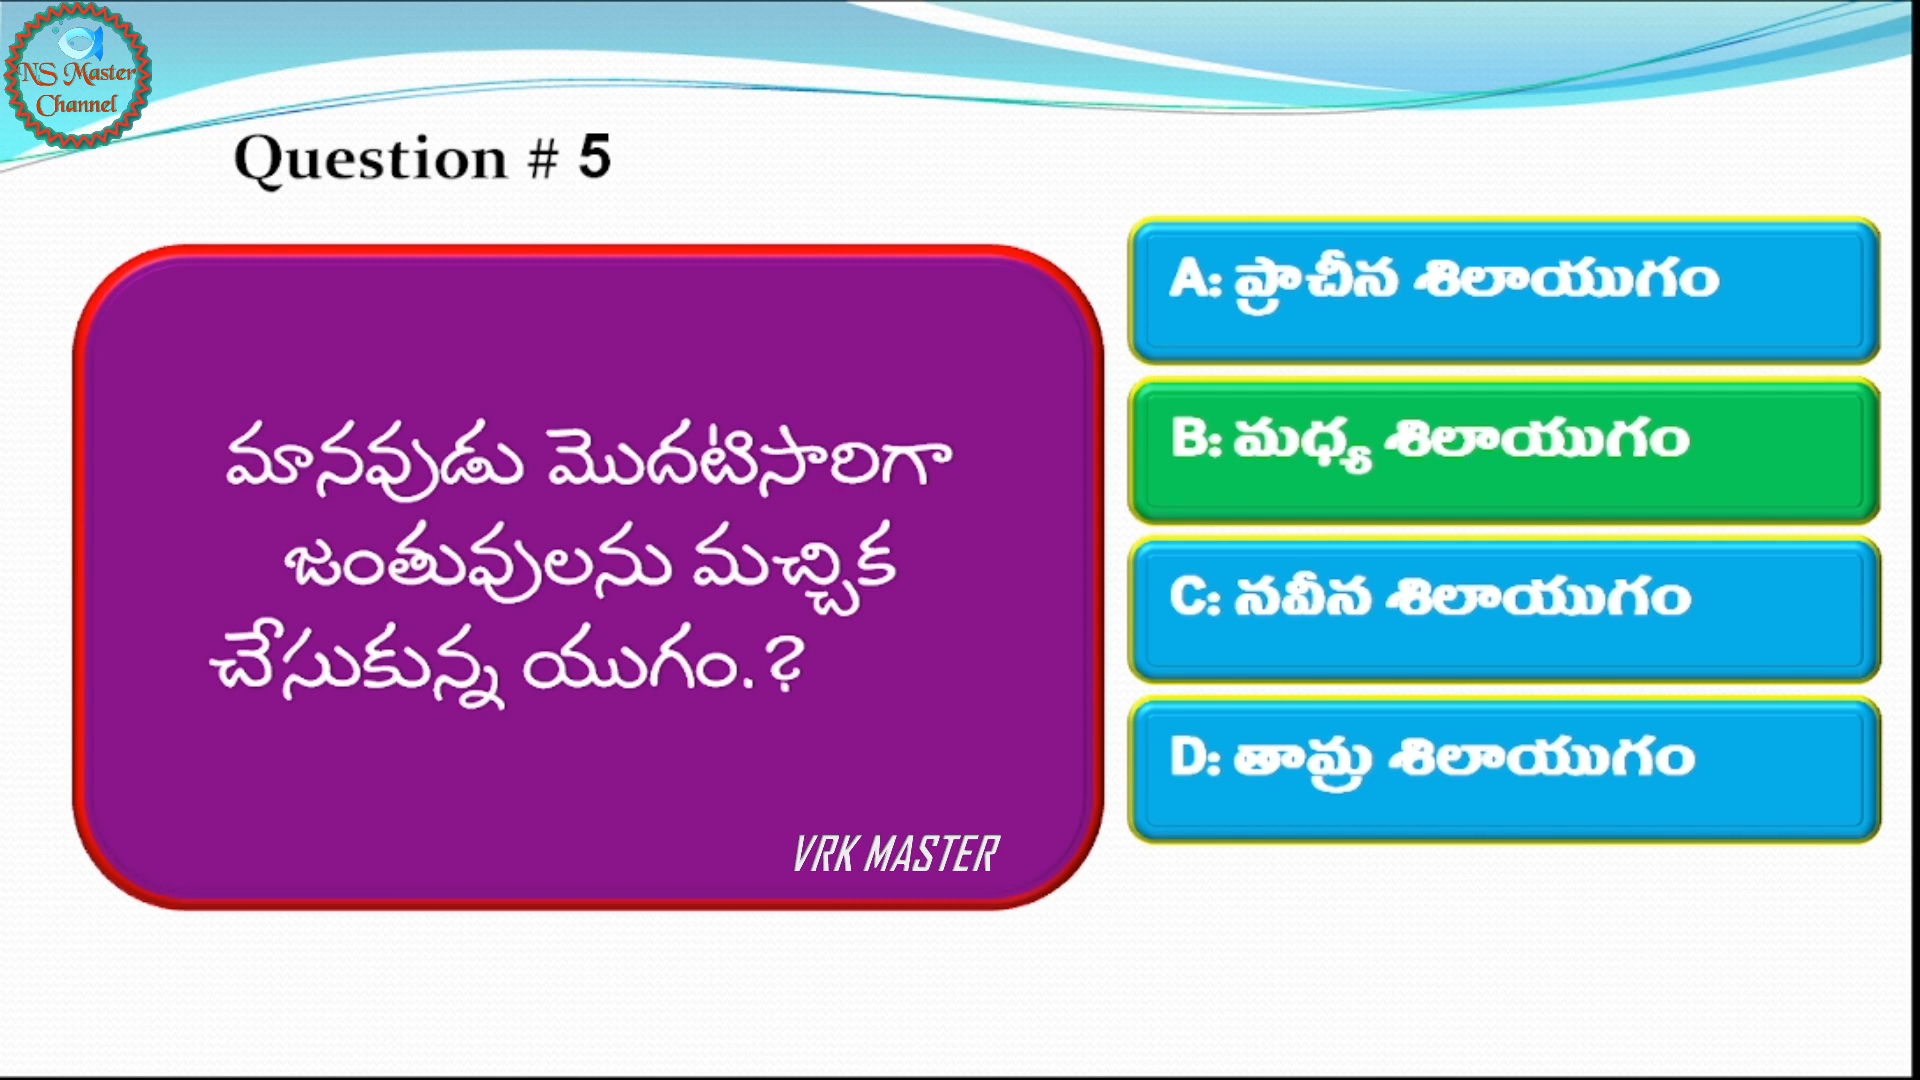 NS Master
Channel
Question # 5
మానవుడు మొదటిసారిగా
జంతువులను మచ్చిక
చేసుకున్న యుగం.?
VRK MASTER
A: ప్రాచీన శిలాయుగం
B: మధ్య శిలాయుగం
C: నవీన శిలాయుగం
D: తామ్ర శిలాయుగం